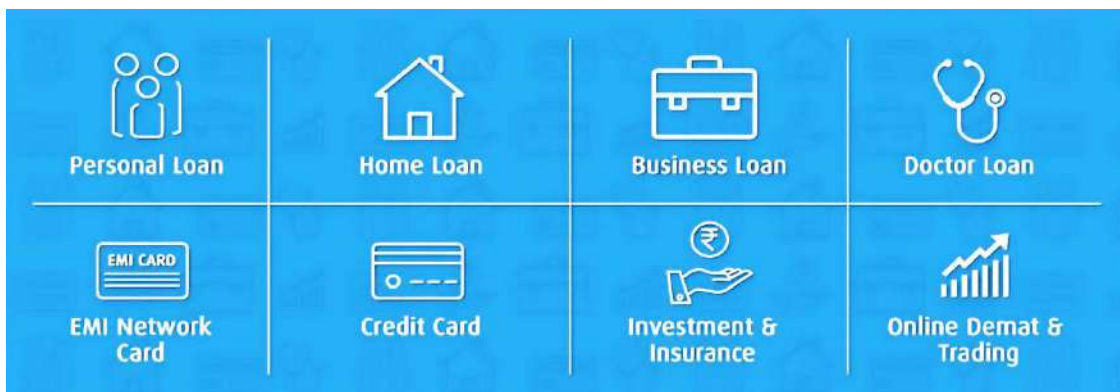 Personal Loan
Home Loan
Business Loan
Doctor Loan
EMI CARD
EMI Network
Card
Credit Card
₹
Investment &
Insurance
Online Demat &
Trading